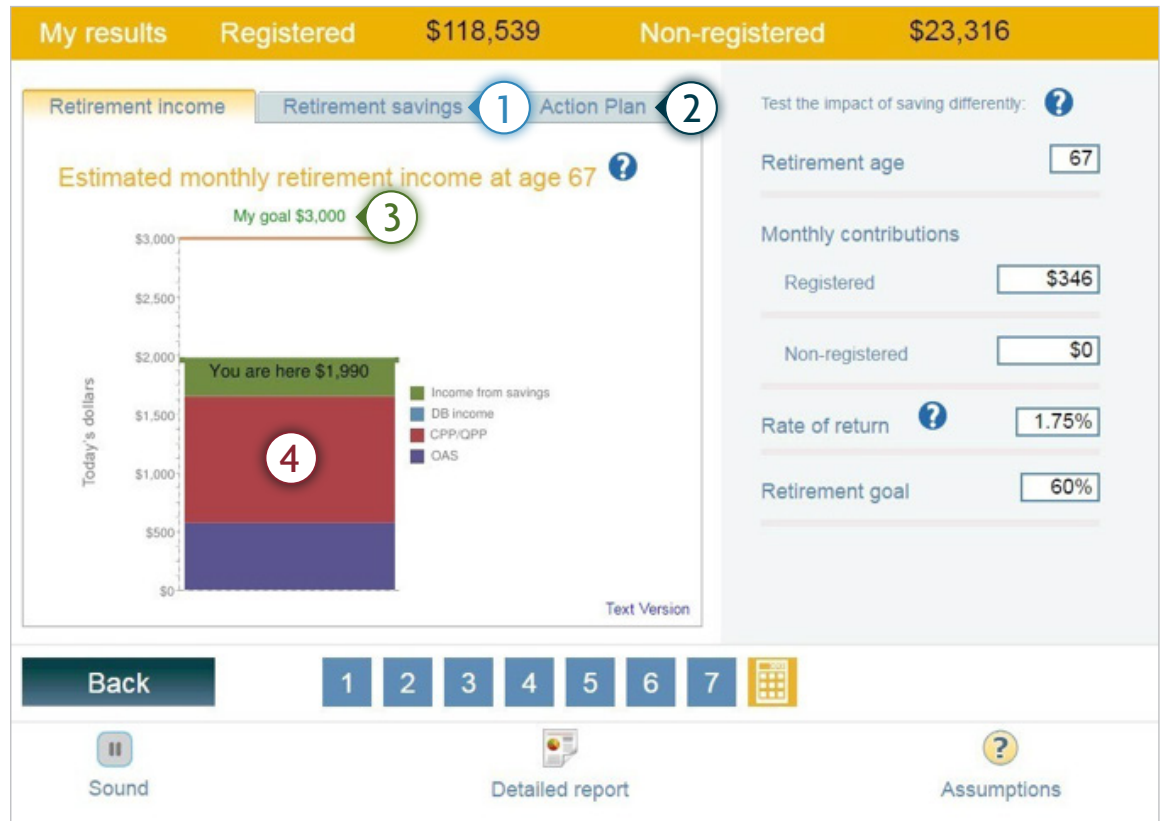 My results Registered $118,539 Non-registered $23,316
Retirement income Retirement savings 1 Action Plan 2
Estimated monthly retirement income at age 67 ?
My goal $3,000 3
$3,000
$2,500
$2,000
$1,500
$1,000
$500
$0
Today's dollars
You are here $1,990
4
Income from savings
DB income
CPP/QPP
OAS
Text Version
Test the impact of saving differently: ?
Retirement age 67
Monthly contributions
Registered $346
Non-registered $0
Rate of return ? 1.75%
Retirement goal 60%
Back 1 2 3 4 5 6 7
Sound
Detailed report
?
Assumptions